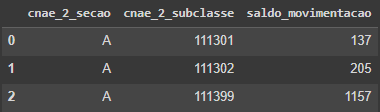 cnae_2_secao cnae_2_subclasse saldo_movimentacao
0 A 111301 137
1 A 111302 205
2 A 111399 1157